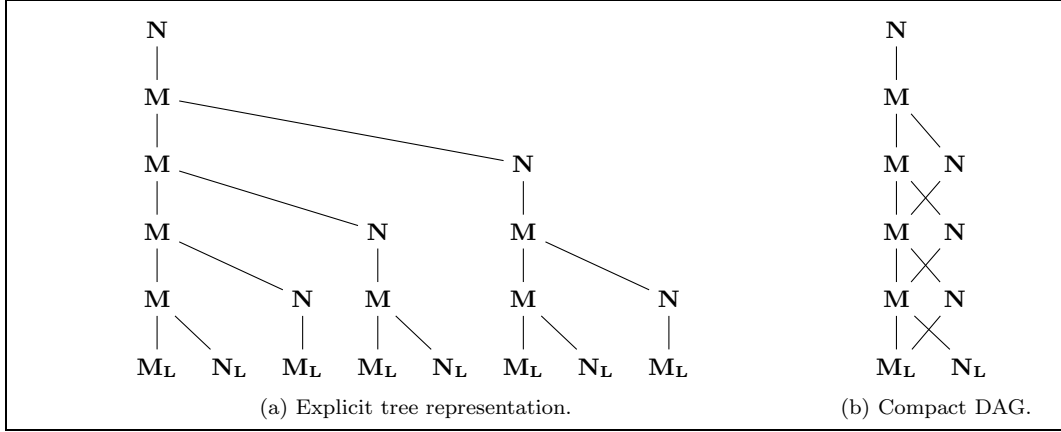 N N
M M
M N M N
M N M M N
M N M M N M N
M_L N_L M_L M_L N_L M_L N_L M_L M_L N_L
(a) Explicit tree representation. (b) Compact DAG.